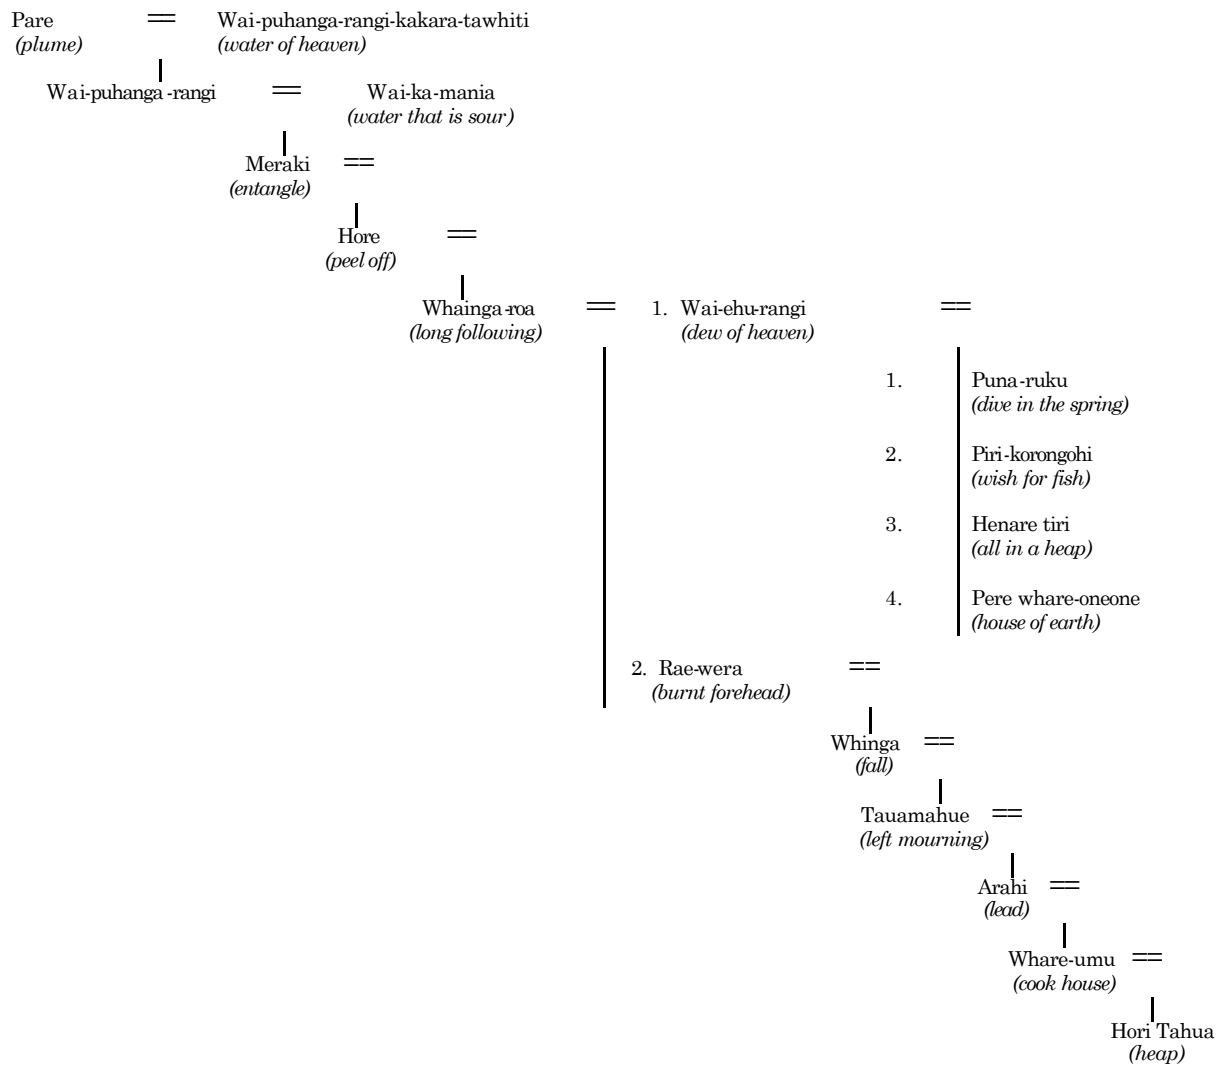 Pare == Wai-puhanga-rangi-kakara-tawhiti
(plume) (water of heaven)
Wai-puhanga-rangi == Wai-ka-mania
(water that is sour)
Meraki ==
(entangle)
Hore ==
(peel off)
Whainga-roa == 1. Wai-ehu-rangi ==
(long following) (dew of heaven)
1. Puna-ruku
(dive in the spring)
2. Piri-korongohi
(wish for fish)
3. Henare tiri
(all in a heap)
4. Pere whare-oneone
(house of earth)
2. Rae-wera ==
(burnt forehead)
Whinga ==
(fall)
Tauamahue ==
(left mourning)
Arahi ==
(lead)
Whare-umu ==
(cook house)
Hori Tahua
(heap)